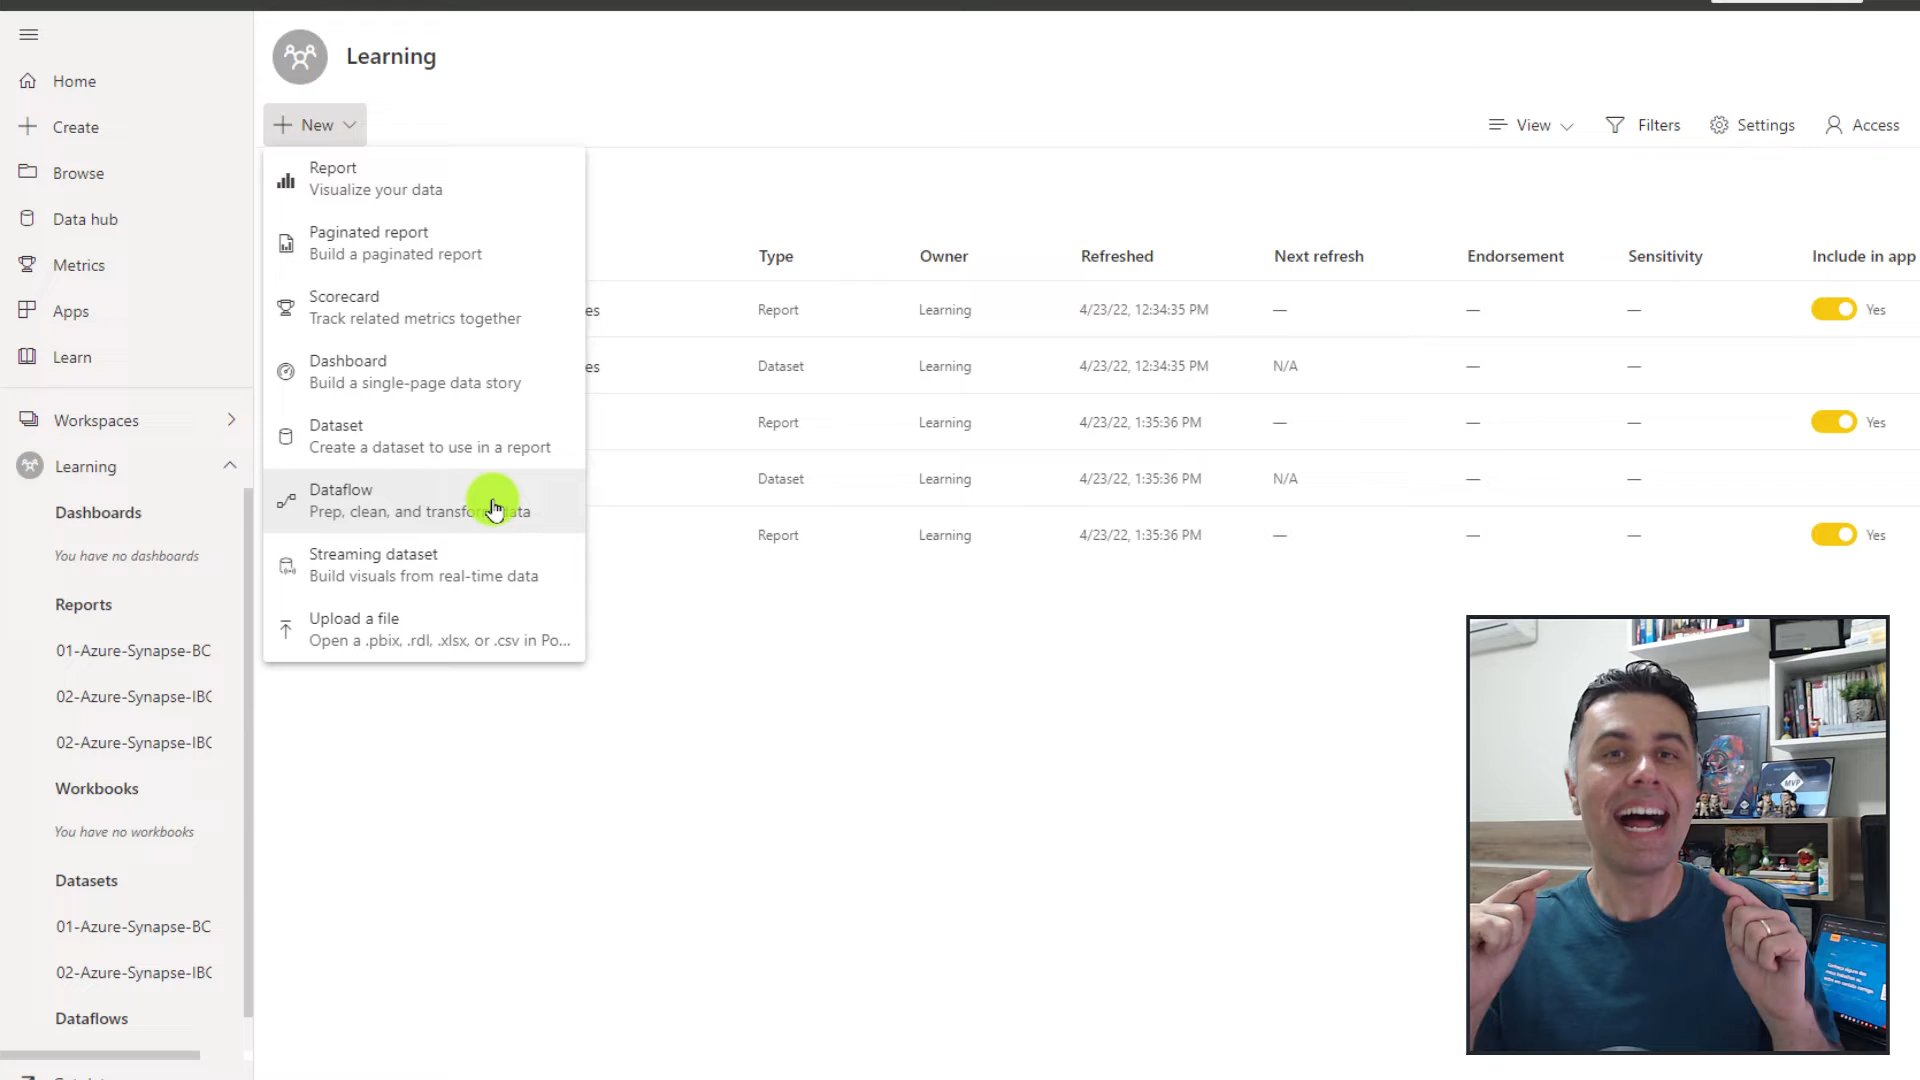 Learning
Home
Create
Browse
Data hub
Metrics
Apps
Learn
Workspaces
Learning
Dashboards
You have no dashboards
Reports
01-Azure-Synapse-BC
02-Azure-Synapse-IBC
02-Azure-Synapse-IBC
Workbooks
You have no workbooks
Datasets
01-Azure-Synapse-BC
02-Azure-Synapse-IBC
Dataflows
New
View
Filters
Settings
Access
Report
Visualize your data
Paginated report
Build a paginated report
Scorecard
Track related metrics together
Dashboard
Build a single-page data story
Dataset
Create a dataset to use in a report
Dataflow
Prep, clean, and transform data
Streaming dataset
Build visuals from real-time data
Upload a file
Open a .pbix, .rdl, .xlsx, or .csv in Po...
Type Owner Refreshed Next refresh Endorsement Sensitivity Include in app
es Report Learning 4/23/22, 12:34:35 PM — — — Yes
es Dataset Learning 4/23/22, 12:34:35 PM N/A — —
Report Learning 4/23/22, 1:35:36 PM — — — Yes
Dataset Learning 4/23/22, 1:35:36 PM N/A — —
Report Learning 4/23/22, 1:35:36 PM — — — Yes
MVP